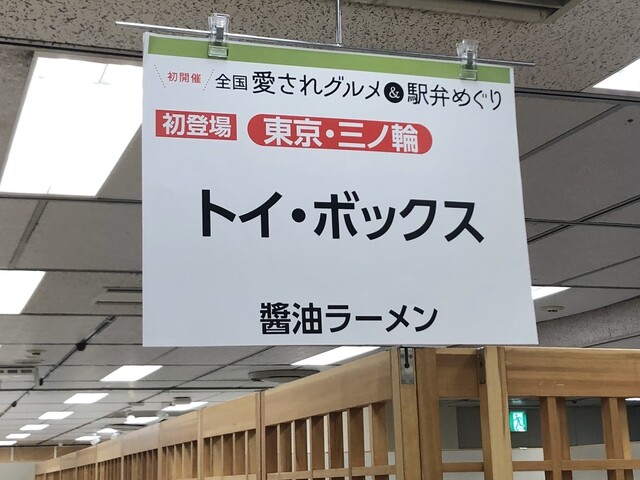 初開催 全国 愛されグルメ&駅弁めぐり
初登場 東京・三ノ輪
トイ・ボックス
醬油ラーメン